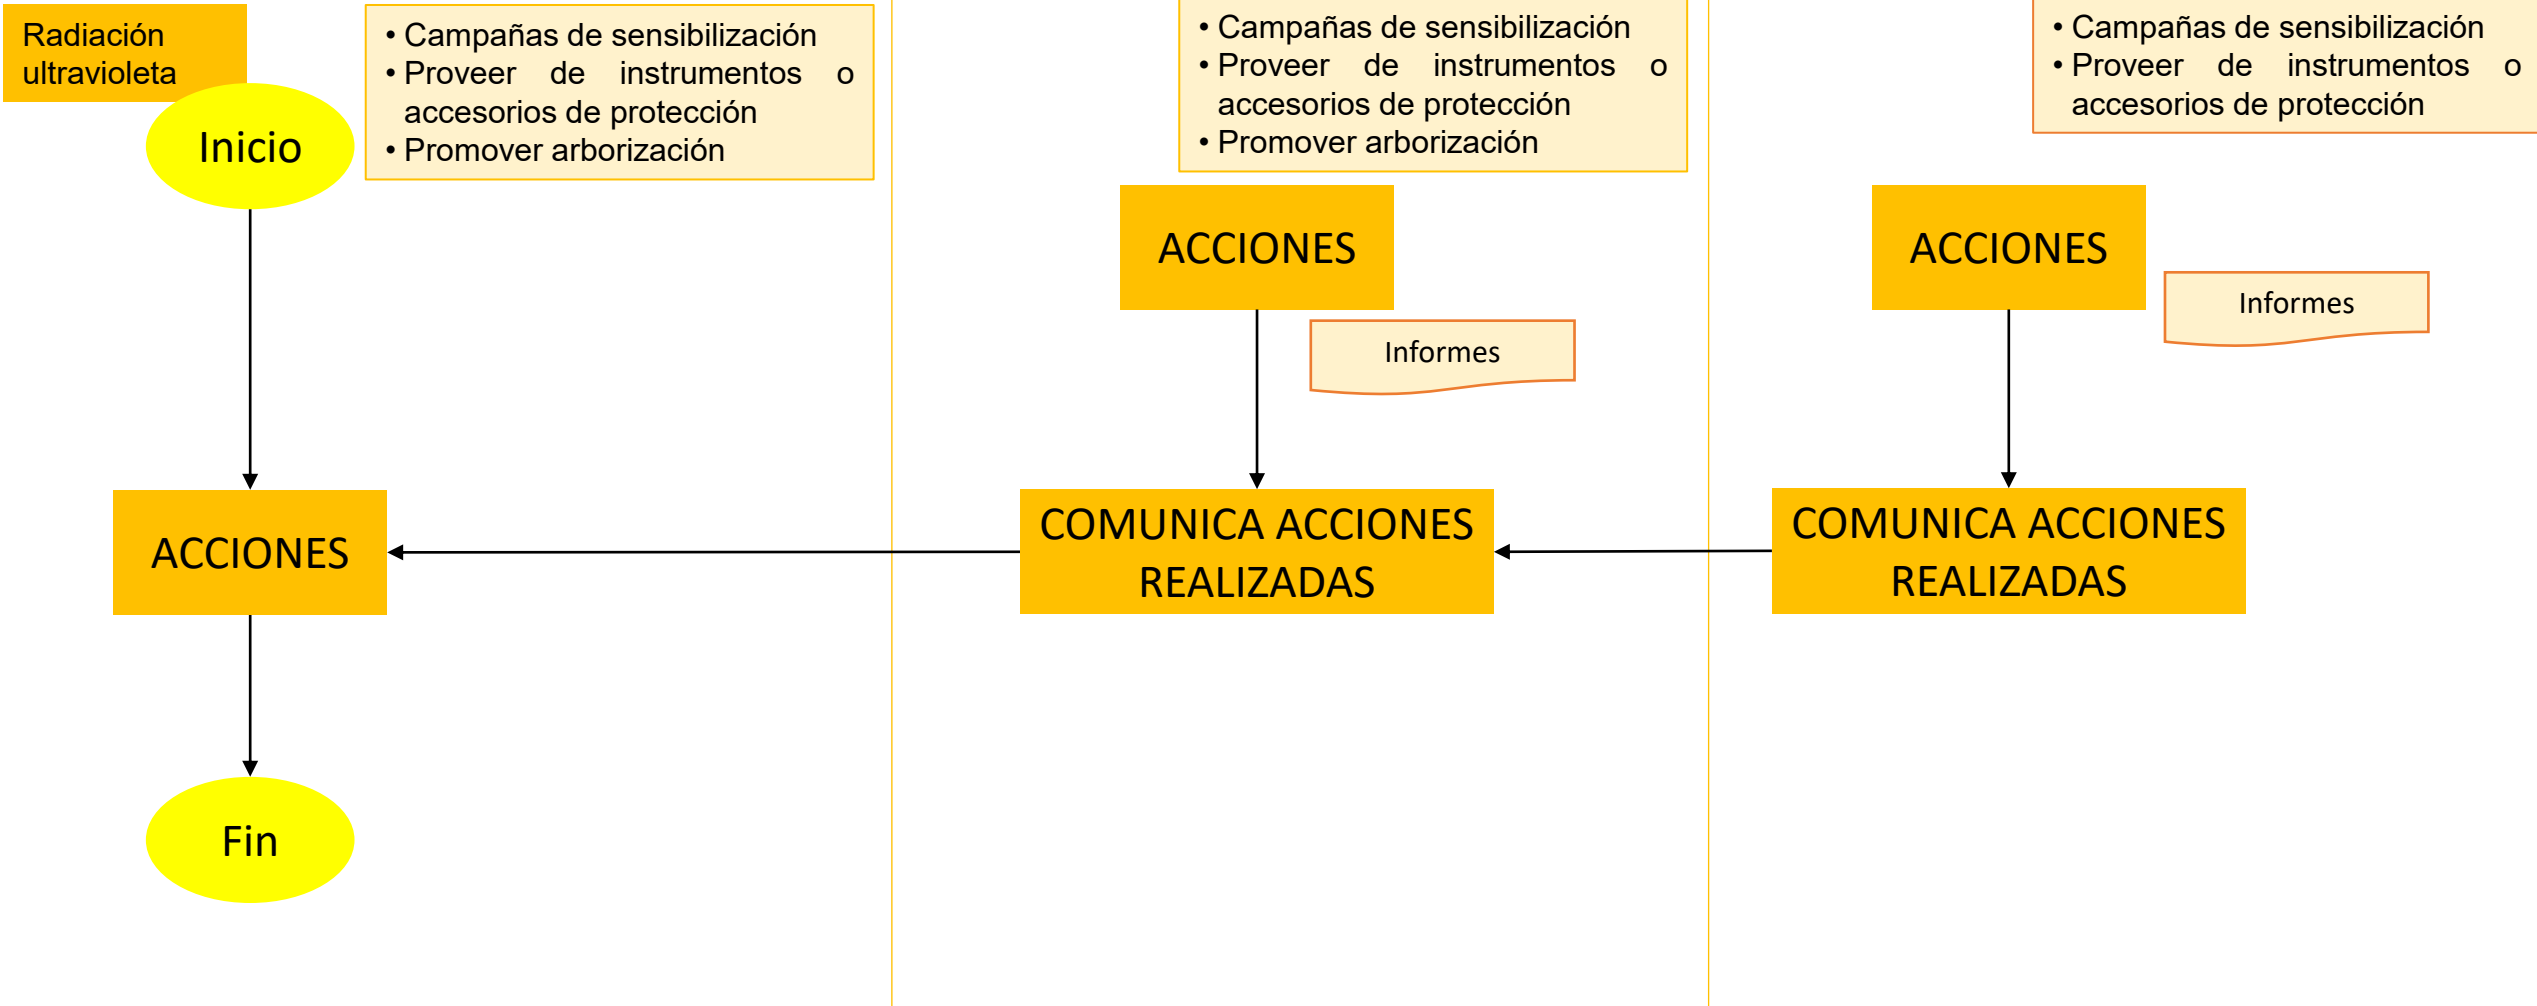 Radiación
ultravioleta
Inicio
• Campañas de sensibilización
• Proveer de instrumentos o
accesorios de protección
• Promover arborización
ACCIONES
Fin
• Campañas de sensibilización
• Proveer de instrumentos o
accesorios de protección
• Promover arborización
ACCIONES
Informes
COMUNICA ACCIONES
REALIZADAS
• Campañas de sensibilización
• Proveer de instrumentos o
accesorios de protección
ACCIONES
Informes
COMUNICA ACCIONES
REALIZADAS